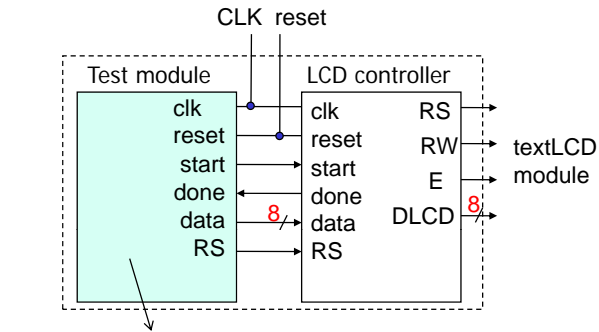 CLK reset
Test module
LCD controller
clk
reset
start
done
data
RS
8
clk
reset
start
done
data
RS
RS
RW
E
DLCD
8
textLCD
module